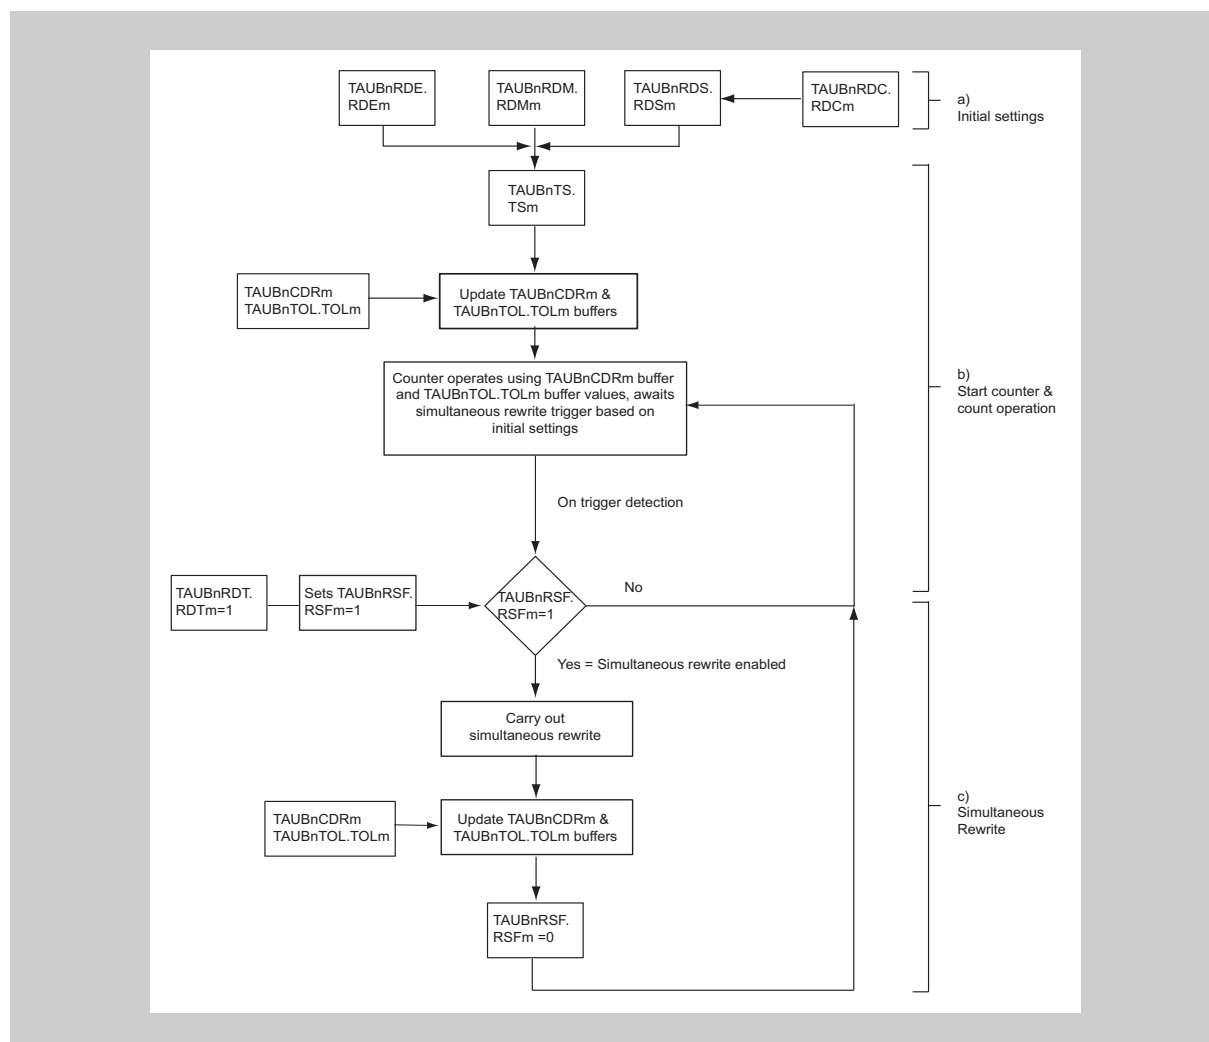 TAUBnRDE.
RDEm
TAUBnRDM.
RDMm
TAUBnRDS.
RDSm
TAUBnRDC.
RDCm
a)
Initial settings
TAUBnTS.
TSm
TAUBnCDRm
TAUBnTOL.TOLm
Update TAUBnCDRm &
TAUBnTOL.TOLm buffers
Counter operates using TAUBnCDRm buffer
and TAUBnTOL.TOLm buffer values, awaits
simultaneous rewrite trigger based on
initial settings
b)
Start counter &
count operation
On trigger detection
TAUBnRDT.
RDTm=1
Sets TAUBnRSF.
RSFm=1
TAUBnRSF.
RSFm=1
No
Yes = Simultaneous rewrite enabled
Carry out
simultaneous rewrite
TAUBnCDRm
TAUBnTOL.TOLm
Update TAUBnCDRm &
TAUBnTOL.TOLm buffers
c)
Simultaneous
Rewrite
TAUBnRSF.
RSFm =0